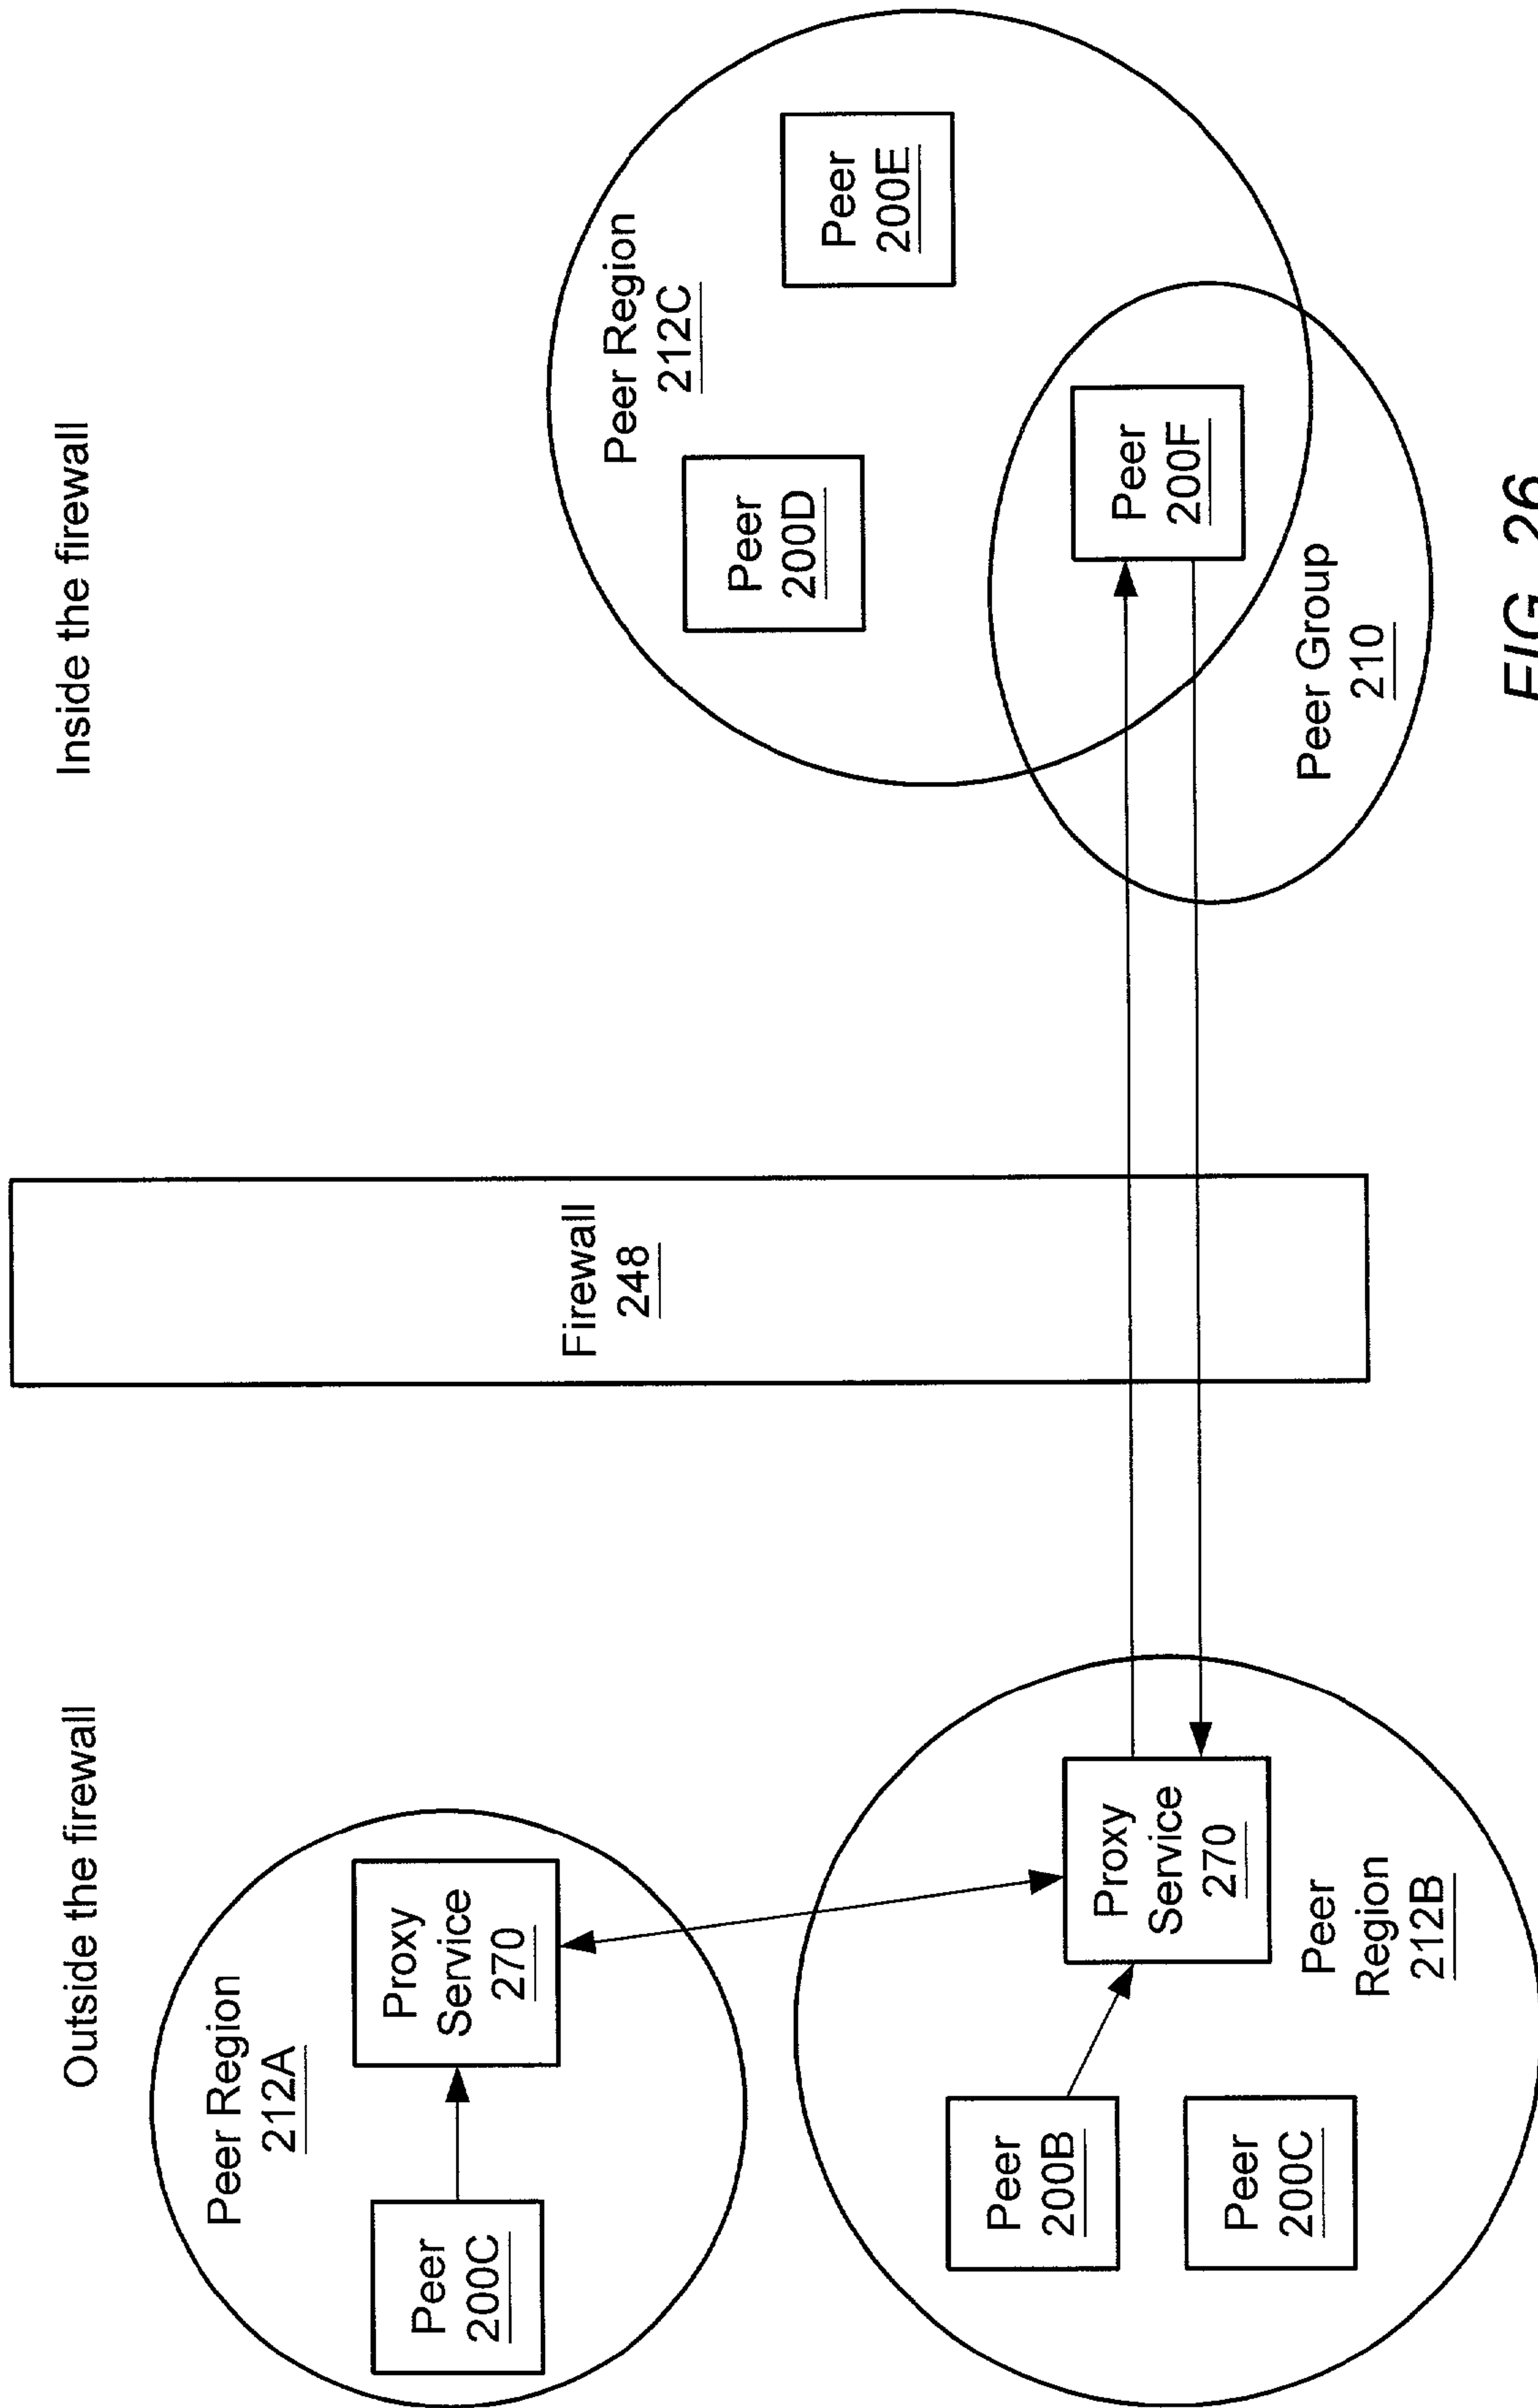 Outside the firewall
Inside the firewall
Peer Region
212A
Peer
200C
Proxy
Service
270
Firewall
248
Peer Region
212C
Peer
200D
Peer
200E
Peer
200B
Peer
200C
Proxy
Service
270
Peer
Region
212B
Peer
200F
Peer Group
210
FIG. 26